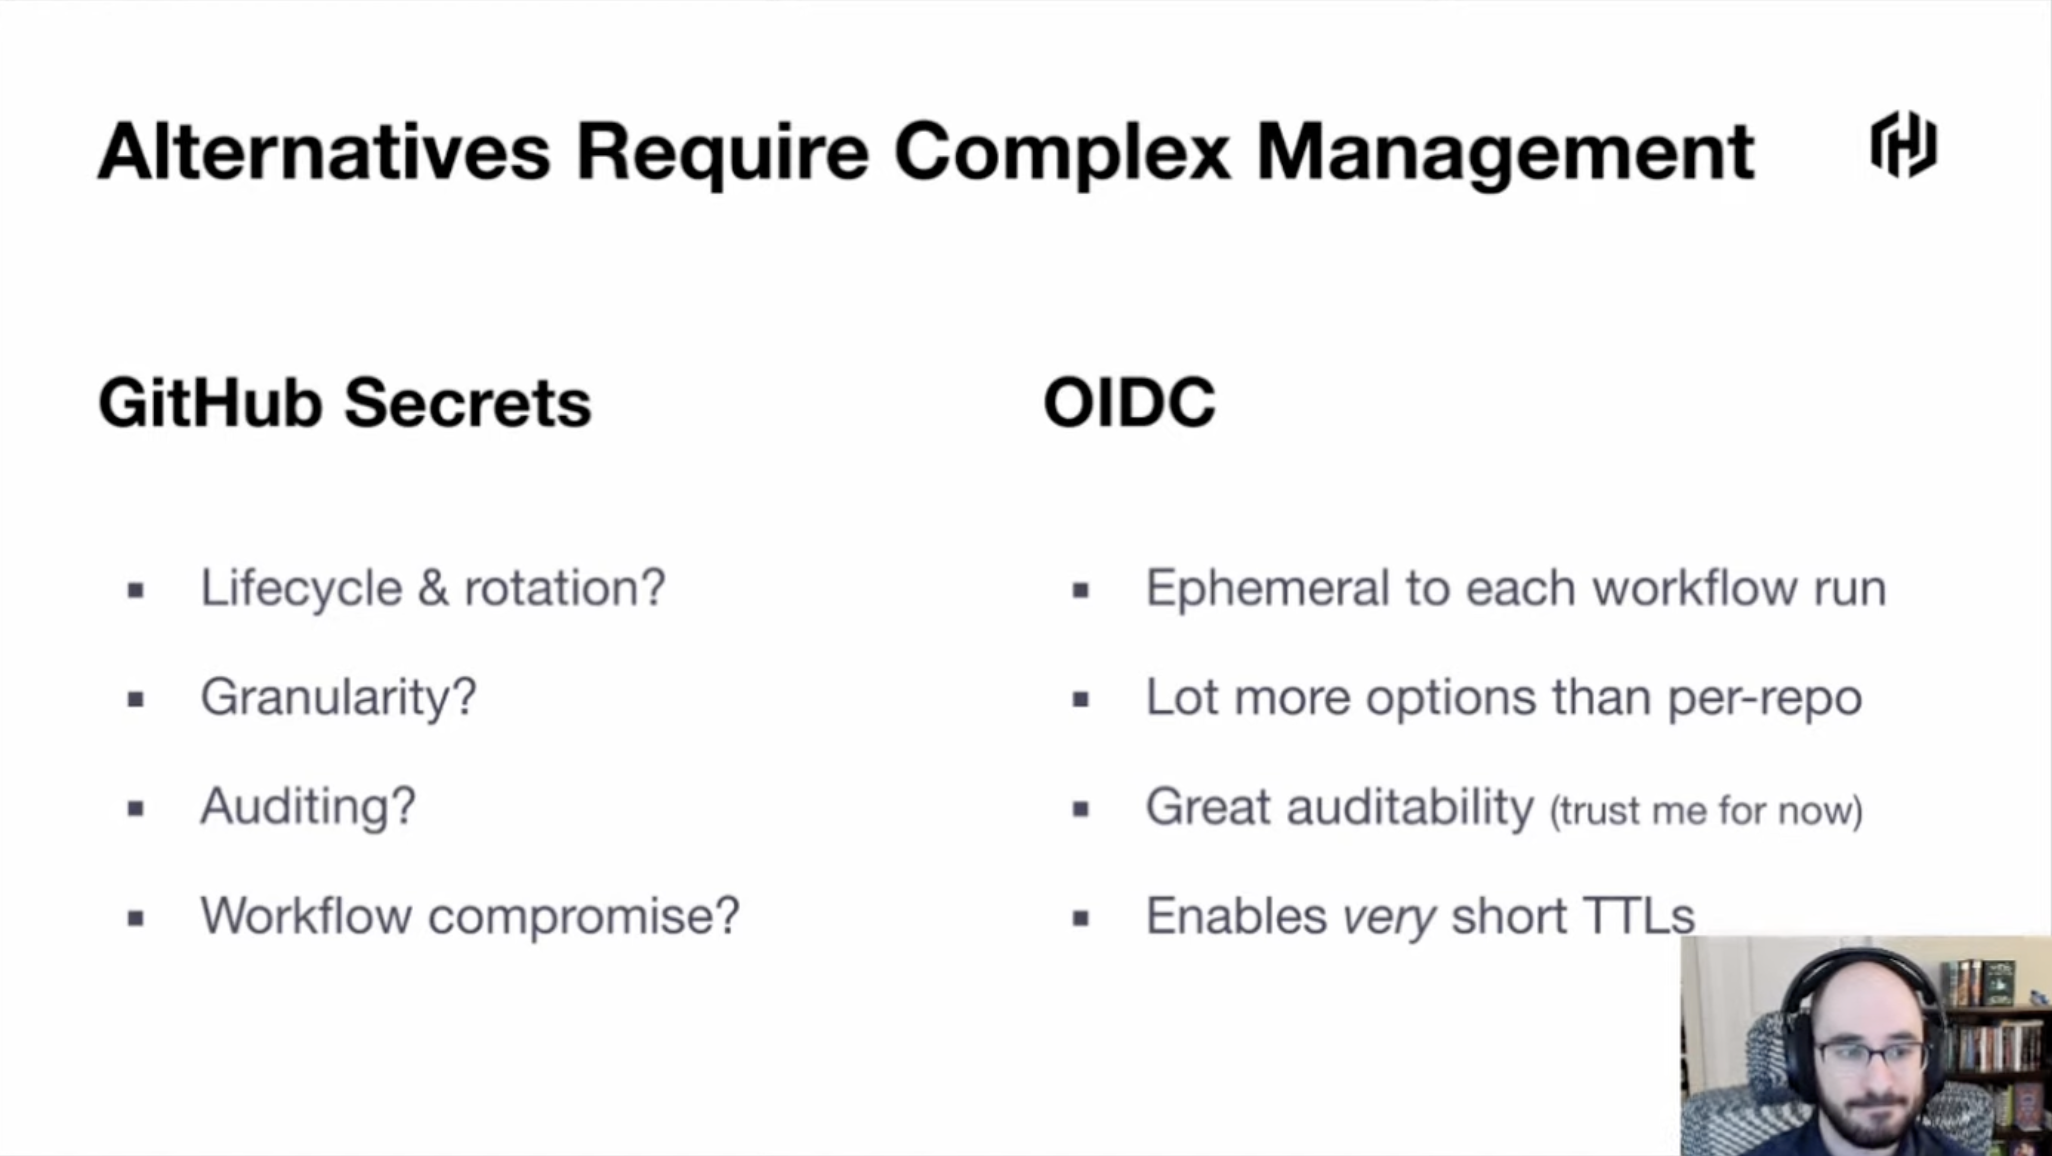 Alternatives Require Complex Management
GitHub Secrets
▪ Lifecycle & rotation?
▪ Granularity?
▪ Auditing?
▪ Workflow compromise?
OIDC
▪ Ephemeral to each workflow run
▪ Lot more options than per-repo
▪ Great auditability (trust me for now)
▪ Enables very short TTLs